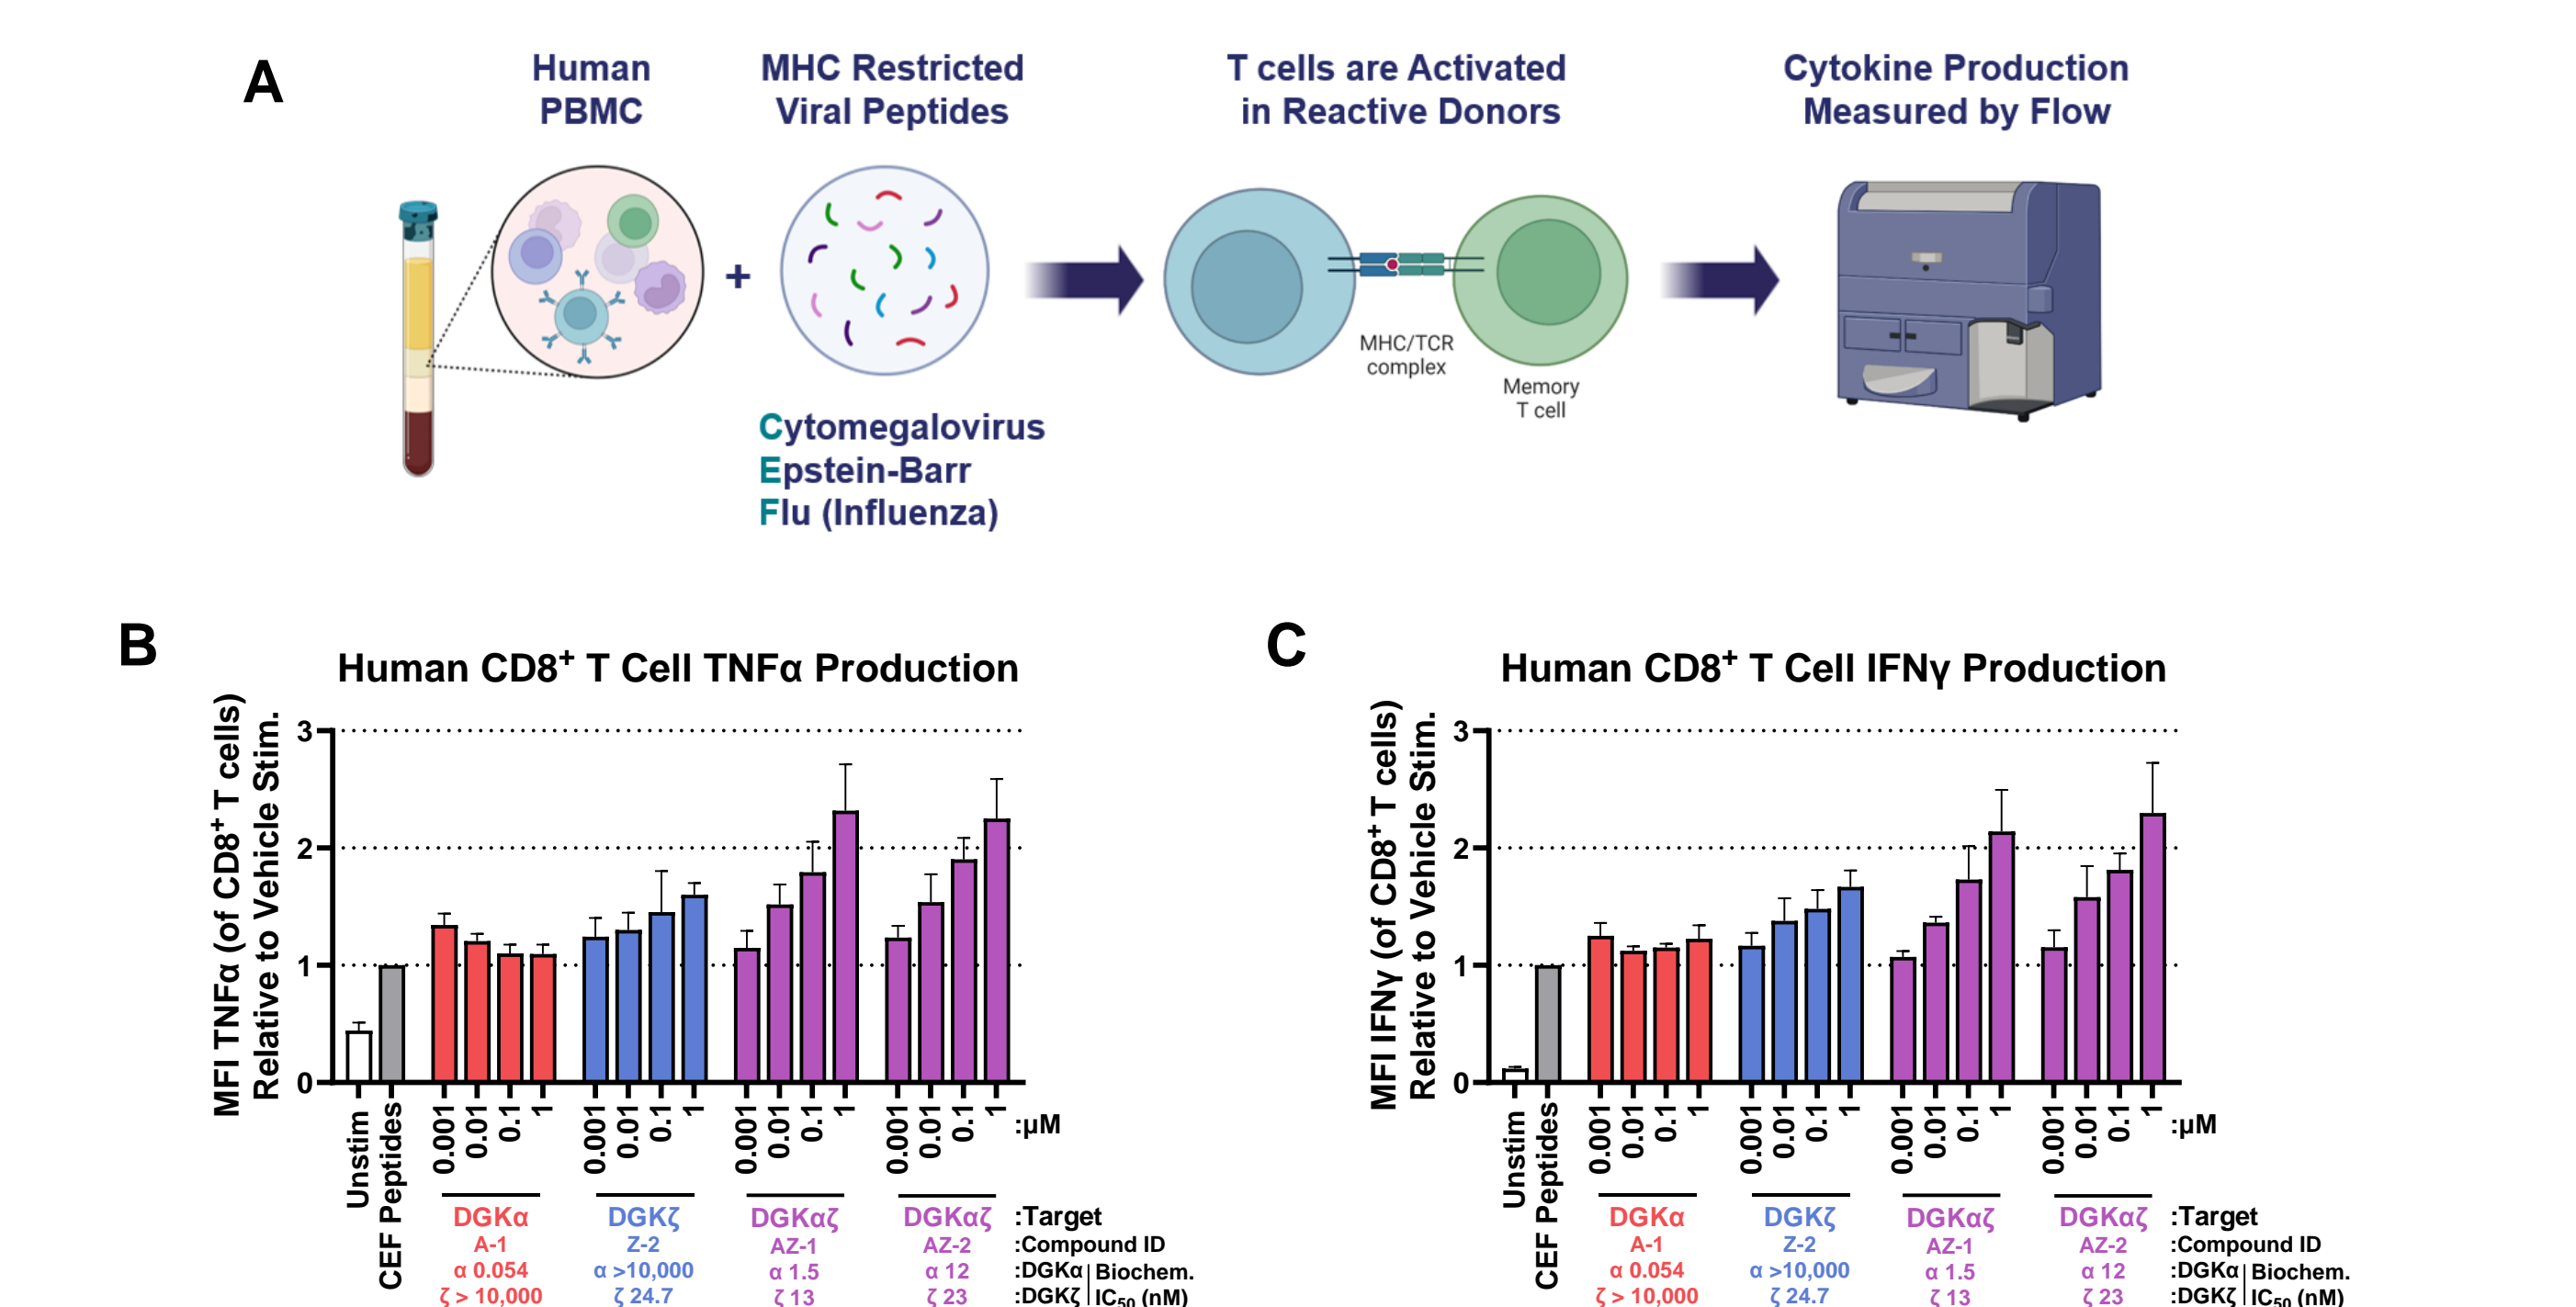 A
Human
PBMC
MHC Restricted
Viral Peptides
T cells are Activated
in Reactive Donors
Cytokine Production
Measured by Flow
+
MHC/TCR
complex
Memory
T cell
Cytomegalovirus
Epstein-Barr
Flu (Influenza)
B
Human CD8⁺ T Cell TNFα Production
MFI TNFα (of CD8⁺ T cells)
Relative to Vehicle Stim.
3
2
1
0
Unstim
CEF Peptides
0.001 0.01 0.1 1
0.001 0.01 0.1 1
0.001 0.01 0.1 1
0.001 0.01 0.1 1
:µM
DGKα DGKζ DGKαζ DGKαζ :Target
A-1 Z-2 AZ-1 AZ-2 :Compound ID
α 0.054 α >10,000 α 1.5 α 12 :DGKα Biochem.
ζ > 10,000 ζ 24.7 ζ 13 ζ 23 :DGKζ IC₅₀ (nM)
C
Human CD8⁺ T Cell IFNγ Production
MFI IFNγ (of CD8⁺ T cells)
Relative to Vehicle Stim.
3
2
1
0
Unstim
CEF Peptides
0.001 0.01 0.1 1
0.001 0.01 0.1 1
0.001 0.01 0.1 1
0.001 0.01 0.1 1
:µM
DGKα DGKζ DGKαζ DGKαζ :Target
A-1 Z-2 AZ-1 AZ-2 :Compound ID
α 0.054 α >10,000 α 1.5 α 12 :DGKα Biochem.
ζ > 10,000 ζ 24.7 ζ 13 ζ 23 :DGKζ IC₅₀ (nM)